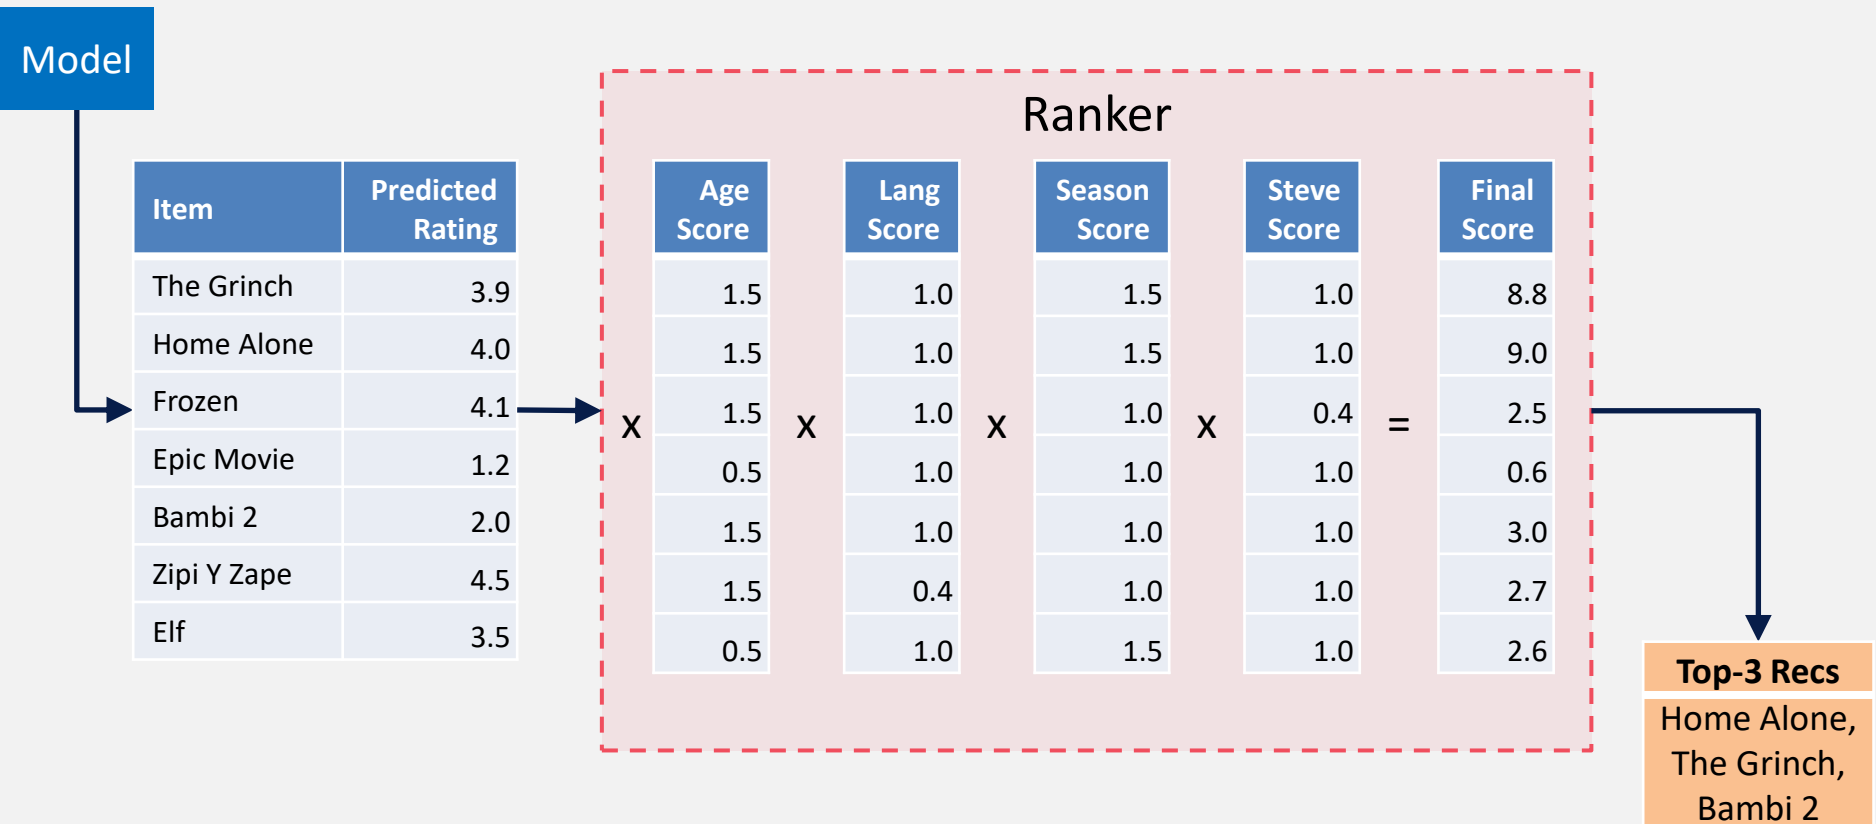 Model
Ranker
Item Predicted Rating Age Score Lang Score Season Score Steve Score Final Score
The Grinch 3.9 1.5 1.0 1.5 1.0 8.8
Home Alone 4.0 1.5 1.0 1.5 1.0 9.0
Frozen 4.1 x 1.5 x 1.0 x 1.0 x 0.4 = 2.5
Epic Movie 1.2 0.5 1.0 1.0 1.0 0.6
Bambi 2 2.0 1.5 1.0 1.0 1.0 3.0
Zipi Y Zape 4.5 1.5 0.4 1.0 1.0 2.7
Elf 3.5 0.5 1.0 1.5 1.0 2.6
Top-3 Recs
Home Alone,
The Grinch,
Bambi 2